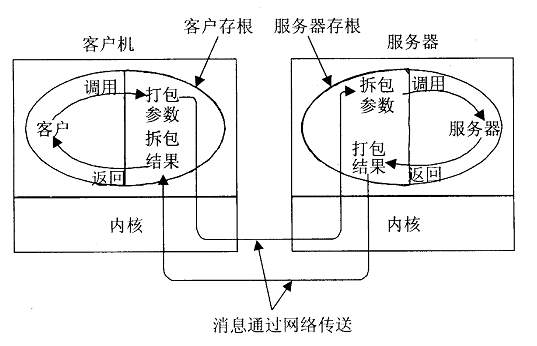 客户存根
服务器存根
客户机
服务器
调用
打包
参数
客户
拆包
结果
返回
内核
拆包
参数
调用
服务器
打包
结果
返回
内核
消息通过网络传送